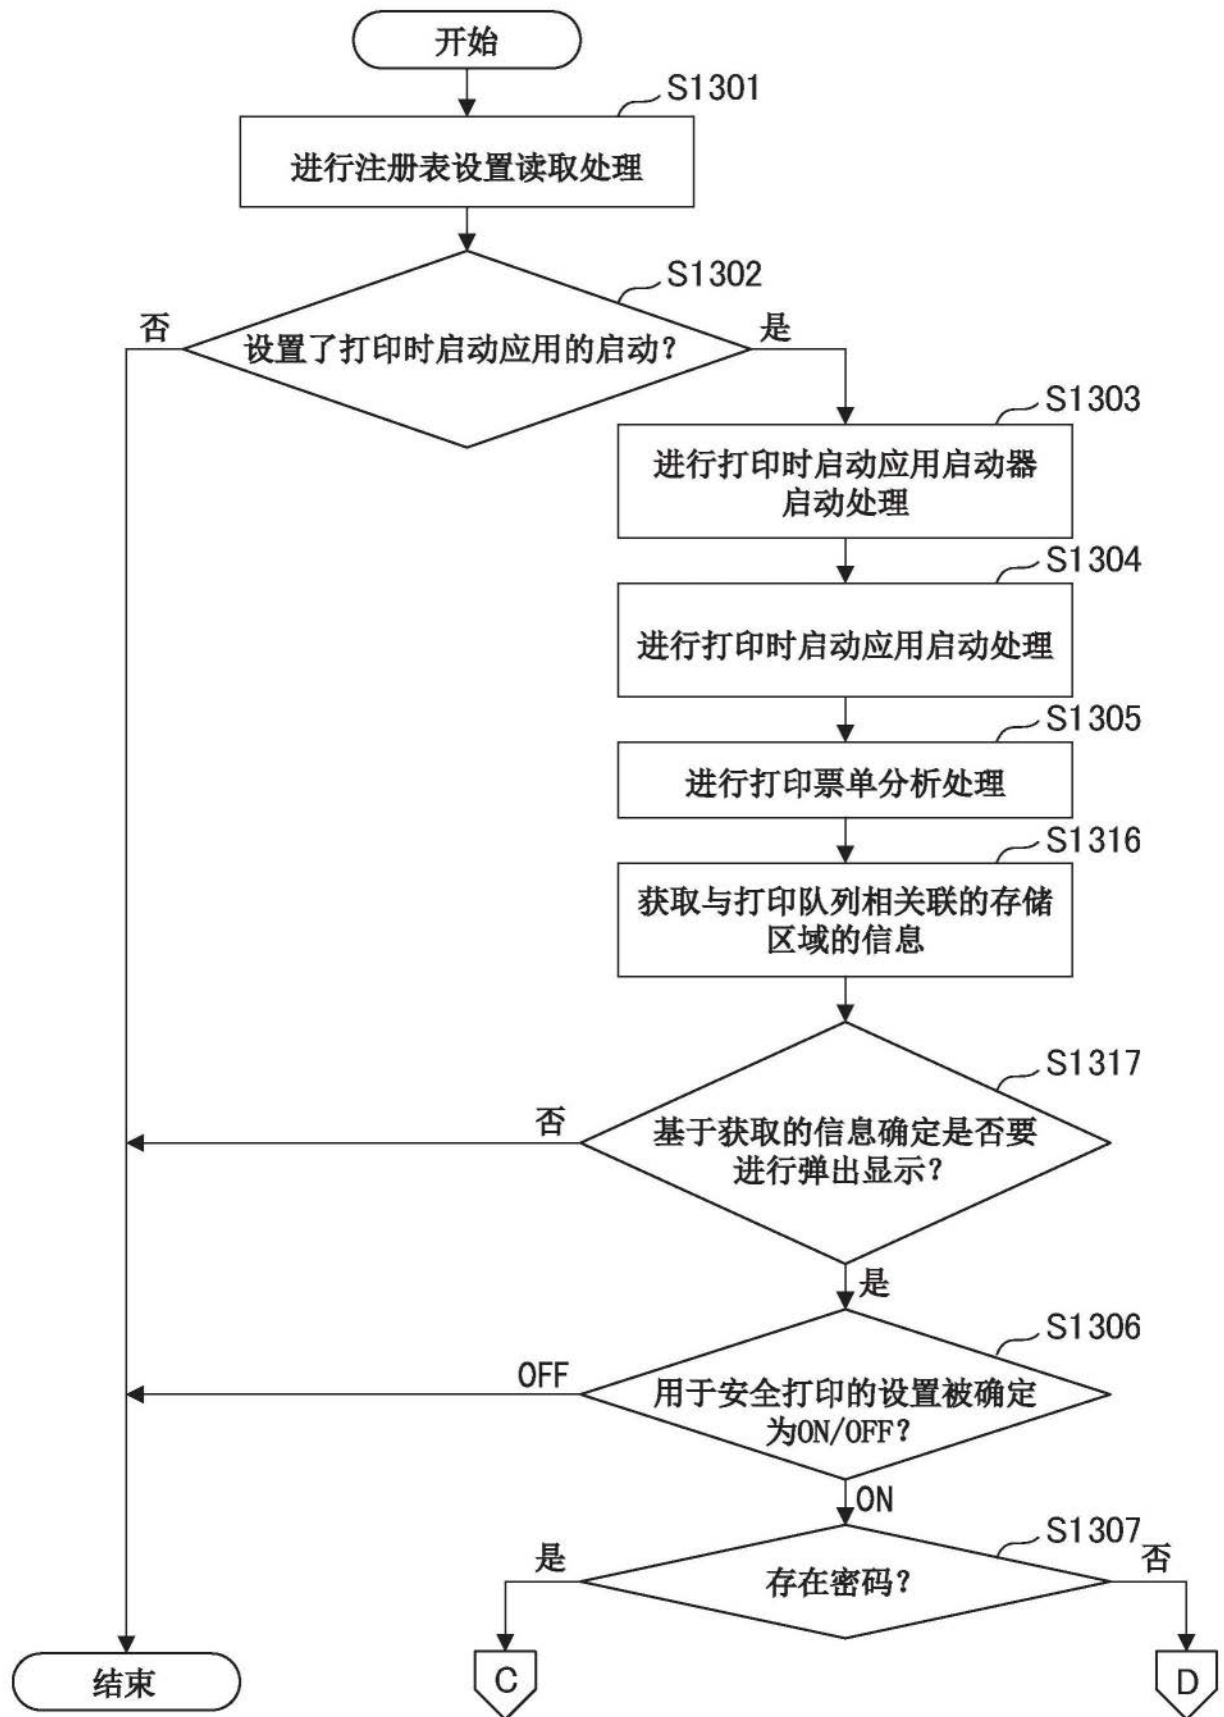 开始
S1301
进行注册表设置读取处理
S1302
否
设置了打印时启动应用的启动?
是
S1303
进行打印时启动应用启动器
启动处理
S1304
进行打印时启动应用启动处理
S1305
进行打印票单分析处理
S1316
获取与打印队列相关联的存储
区域的信息
S1317
否
基于获取的信息确定是否要
进行弹出显示?
是
S1306
OFF
用于安全打印的设置被确定
为ON/OFF?
ON
S1307
是
存在密码?
否
结束
C
D